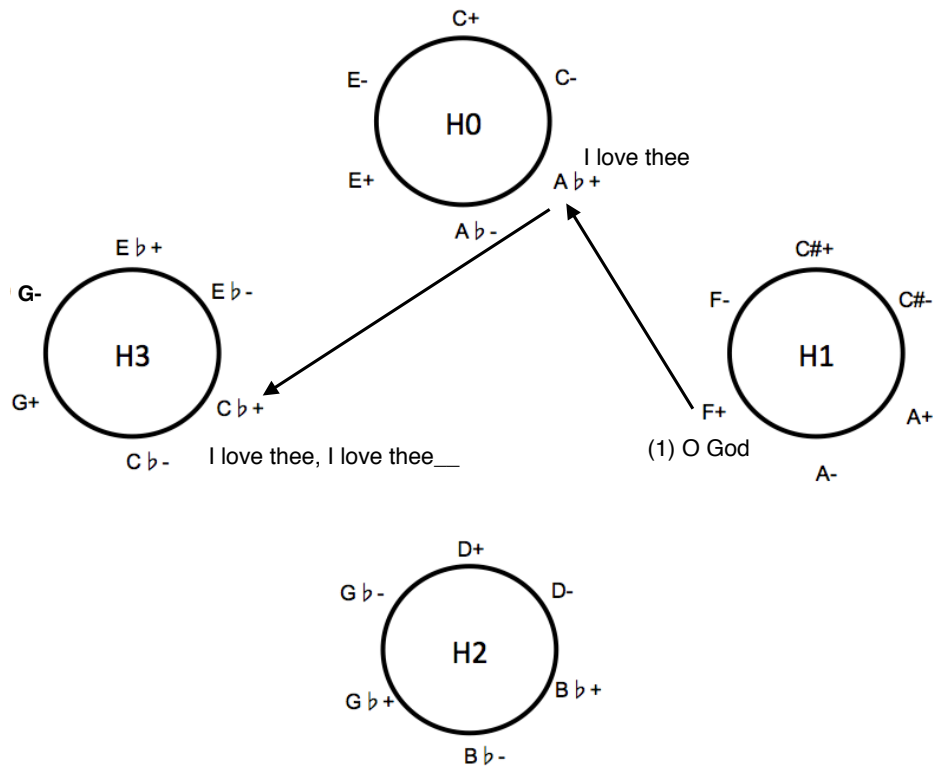 C+
E-
C-
H0
I love thee
E+
A♭+
A♭-
E♭+
G-
E♭-
H3
G+
C♭+
C♭-
I love thee, I love thee__
C#+
F-
C#-
H1
F+
A+
(1) O God
A-
D+
G♭-
D-
H2
G♭+
B♭+
B♭-